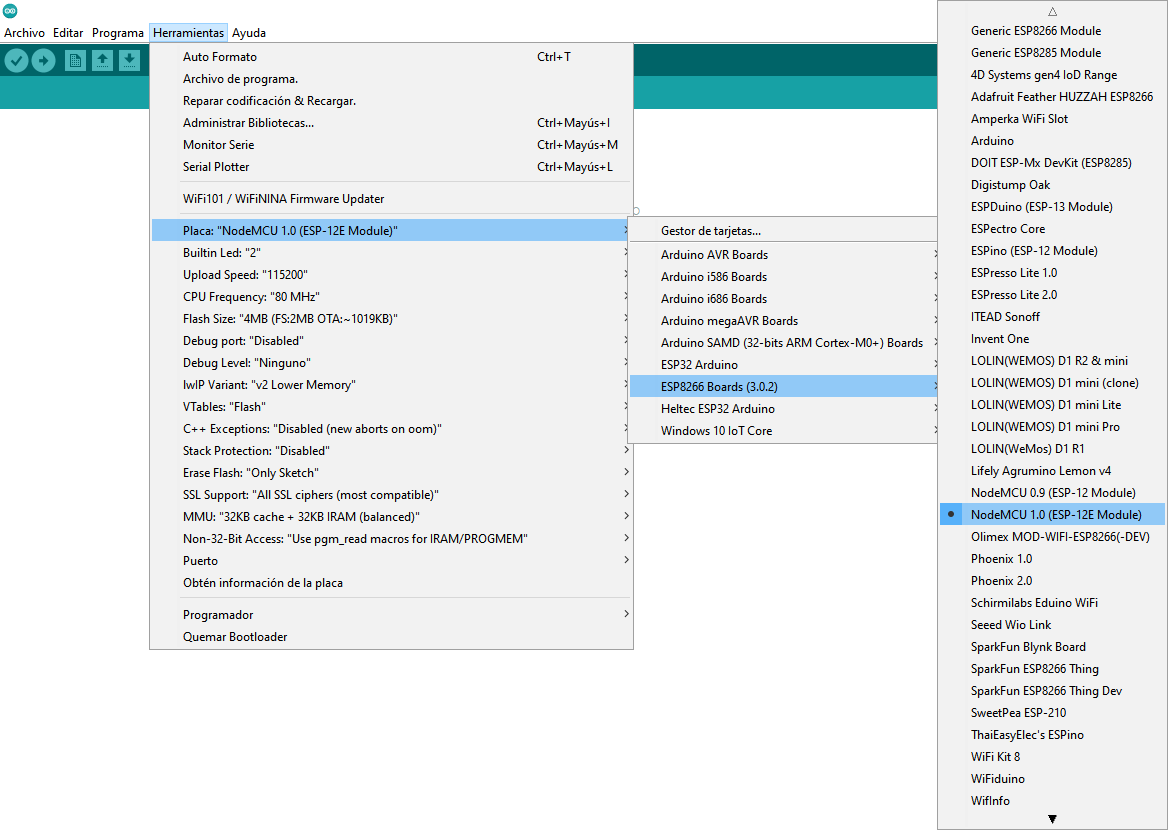 Archivo Editar Programa Herramientas Ayuda
Auto Formato Ctrl+T
Archivo de programa.
Reparar codificación & Recargar.
Administrar Bibliotecas... Ctrl+Mayús+I
Monitor Serie Ctrl+Mayús+M
Serial Plotter Ctrl+Mayús+L
WiFi101 / WiFiNINA Firmware Updater
Placa: "NodeMCU 1.0 (ESP-12E Module)"
Builtin Led: "2"
Upload Speed: "115200"
CPU Frequency: "80 MHz"
Flash Size: "4MB (FS:2MB OTA:~1019KB)"
Debug port: "Disabled"
Debug Level: "Ninguno"
lwIP Variant: "v2 Lower Memory"
VTables: "Flash"
C++ Exceptions: "Disabled (new aborts on oom)"
Stack Protection: "Disabled"
Erase Flash: "Only Sketch"
SSL Support: "All SSL ciphers (most compatible)"
MMU: "32KB cache + 32KB IRAM (balanced)"
Non-32-Bit Access: "Use pgm_read macros for IRAM/PROGMEM"
Puerto
Obtén información de la placa
Programador
Quemar Bootloader
Gestor de tarjetas...
Arduino AVR Boards
Arduino i586 Boards
Arduino i686 Boards
Arduino megaAVR Boards
Arduino SAMD (32-bits ARM Cortex-M0+) Boards
ESP32 Arduino
ESP8266 Boards (3.0.2)
Heltec ESP32 Arduino
Windows 10 IoT Core
Generic ESP8266 Module
Generic ESP8285 Module
4D Systems gen4 IoD Range
Adafruit Feather HUZZAH ESP8266
Amperka WiFi Slot
Arduino
DOIT ESP-Mx DevKit (ESP8285)
Digistump Oak
ESPDuino (ESP-13 Module)
ESPectro Core
ESPino (ESP-12 Module)
ESPresso Lite 1.0
ESPresso Lite 2.0
ITEAD Sonoff
Invent One
LOLIN(WEMOS) D1 R2 & mini
LOLIN(WEMOS) D1 mini (clone)
LOLIN(WEMOS) D1 mini Lite
LOLIN(WEMOS) D1 mini Pro
LOLIN(WeMos) D1 R1
Lifely Agrumino Lemon v4
NodeMCU 0.9 (ESP-12 Module)
NodeMCU 1.0 (ESP-12E Module)
Olimex MOD-WIFI-ESP8266(-DEV)
Phoenix 1.0
Phoenix 2.0
Schirmilabs Eduino WiFi
Seeed Wio Link
SparkFun Blynk Board
SparkFun ESP8266 Thing
SparkFun ESP8266 Thing Dev
SweetPea ESP-210
ThaiEasyElec's ESPino
WiFi Kit 8
WiFiduino
WifInfo